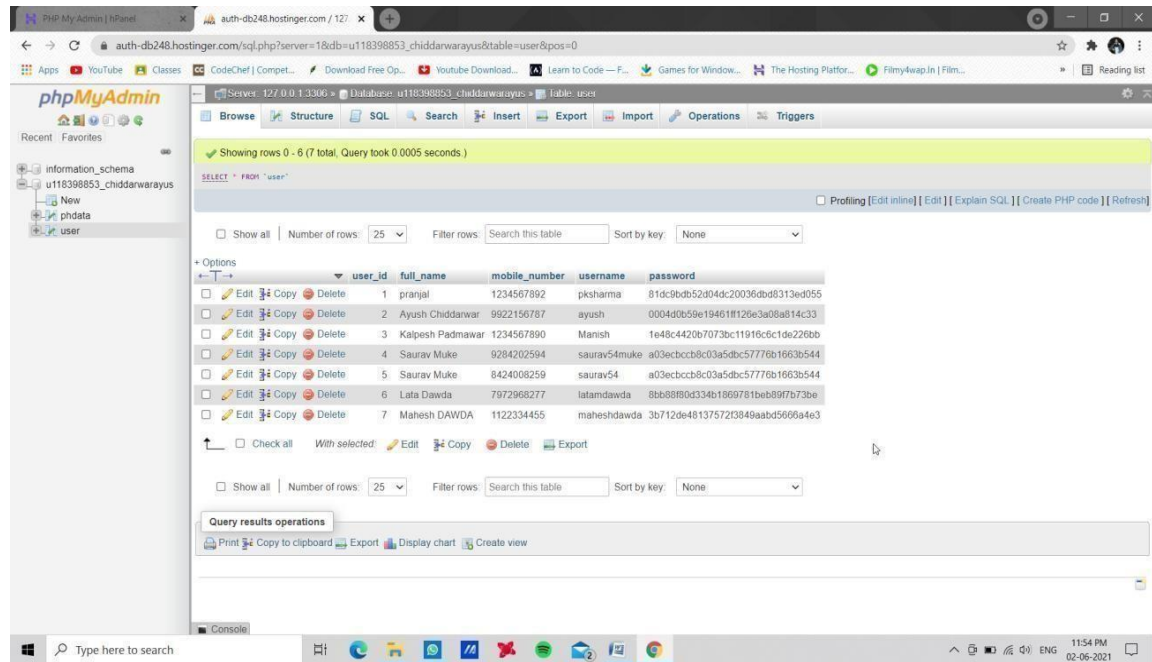 PHP My Admin | hPanel
auth-db248.hostinger.com / 127
auth-db248.hostinger.com/sql.php?server=1&db=u118398853_chiddarwarayus&table=user&pos=0
Apps YouTube Classes CodeChef | Compet... Download Free Op... Youtube Download... Learn to Code — F... Games for Window... The Hosting Platfor... Filmy4wap.In | Film... » Reading list
phpMyAdmin
Recent Favorites
information_schema
u118398853_chiddarwarayus
New
phdata
user
Server: 127.0.0.1:3306 » Database: u118398853_chiddarwarayus » Table: user
Browse Structure SQL Search Insert Export Import Operations Triggers
Showing rows 0 - 6 (7 total, Query took 0.0005 seconds.)
SELECT * FROM `user`
Profiling [Edit inline] [ Edit ] [ Explain SQL ] [ Create PHP code ] [ Refresh]
Show all | Number of rows: 25 Filter rows: Search this table Sort by key: None
+ Options
user_id full_name mobile_number username password
Edit Copy Delete 1 pranjal 1234567892 pksharma 81dc9bdb52d04dc20036dbd8313ed055
Edit Copy Delete 2 Ayush Chiddarwar 9922156787 ayush 0004d0b59e19461ff126e3a08a814c33
Edit Copy Delete 3 Kalpesh Padmawar 1234567890 Manish 1e48c4420b7073bc11916c6c1de226bb
Edit Copy Delete 4 Saurav Muke 9284202594 saurav54muke a03ecbccb8c03a5dbc57776b1663b544
Edit Copy Delete 5 Saurav Muke 8424008259 saurav54 a03ecbccb8c03a5dbc57776b1663b544
Edit Copy Delete 6 Lata Dawda 7972968277 latamdawda 8bb88f80d334b1869781beb89f7b73be
Edit Copy Delete 7 Mahesh DAWDA 1122334455 maheshdawda 3b712de48137572f3849aabd5666a4e3
Check all With selected: Edit Copy Delete Export
Show all | Number of rows: 25 Filter rows: Search this table Sort by key: None
Query results operations
Print Copy to clipboard Export Display chart Create view
Console
Type here to search
2
ENG
11:54 PM
02-06-2021